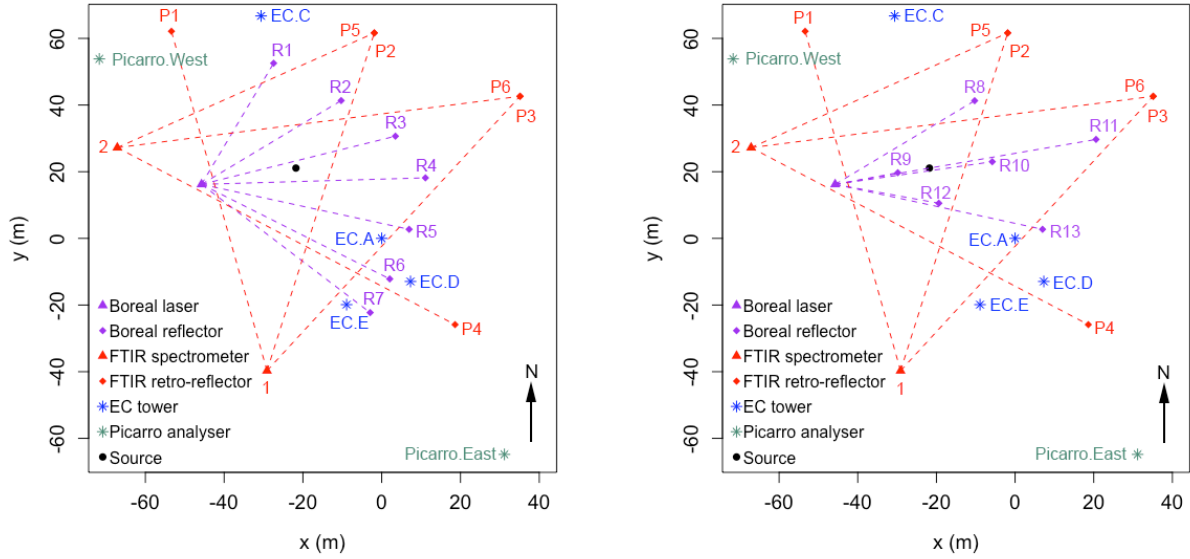 P1
EC.C
R1
P5
P2
Picarro.West
R2
P6
P3
R3
2
R4
R5
EC.A
R6
EC.D
R7
EC.E
P4
1
Boreal laser
Boreal reflector
FTIR spectrometer
FTIR retro-reflector
EC tower
Picarro analyser
Source
N
Picarro.East
60
40
20
0
-20
-40
-60
y (m)
-60 -40 -20 0 20 40
x (m)
P1
EC.C
P5
P2
Picarro.West
R8
P6
P3
R11
2
R9
R10
R12
EC.A
R13
EC.D
EC.E
P4
1
Boreal laser
Boreal reflector
FTIR spectrometer
FTIR retro-reflector
EC tower
Picarro analyser
Source
N
Picarro.East
60
40
20
0
-20
-40
-60
y (m)
-60 -40 -20 0 20 40
x (m)